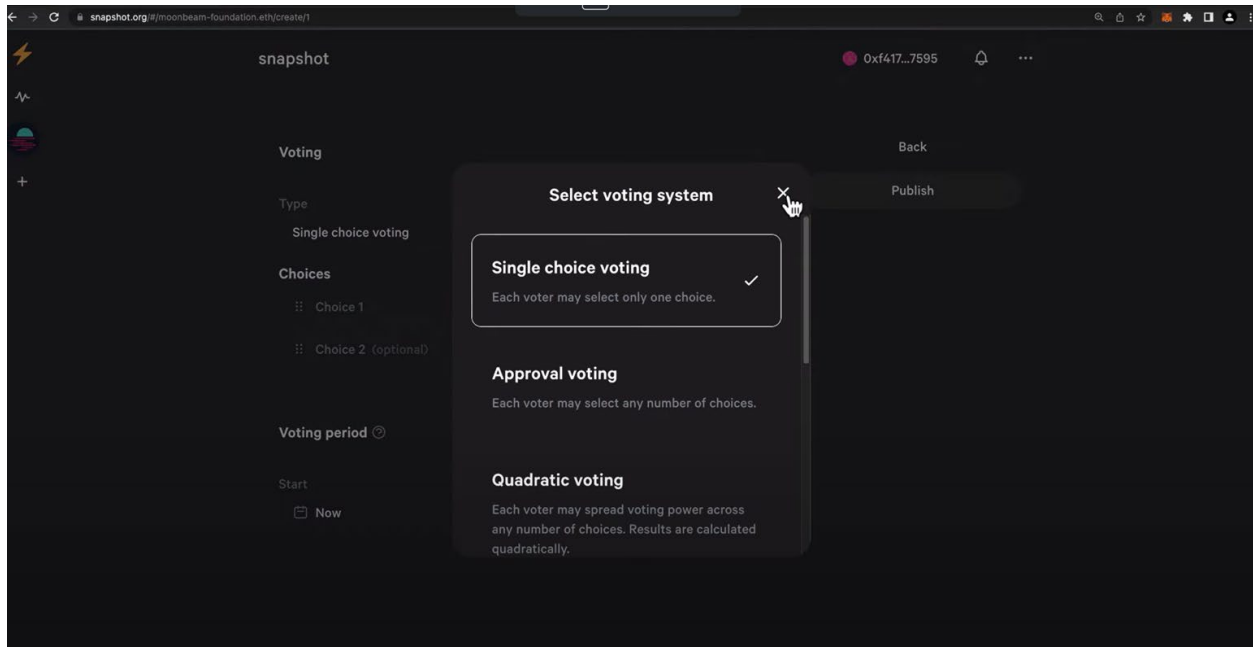 snapshot.org/#/moonbeam-foundation.eth/create/1
snapshot
0xf417...7595
Voting
Back
Publish
Type
Single choice voting
Choices
Choice 1
Choice 2 (optional)
Voting period
Start
Now
Select voting system
Single choice voting
Each voter may select only one choice.
Approval voting
Each voter may select any number of choices.
Quadratic voting
Each voter may spread voting power across
any number of choices. Results are calculated
quadratically.